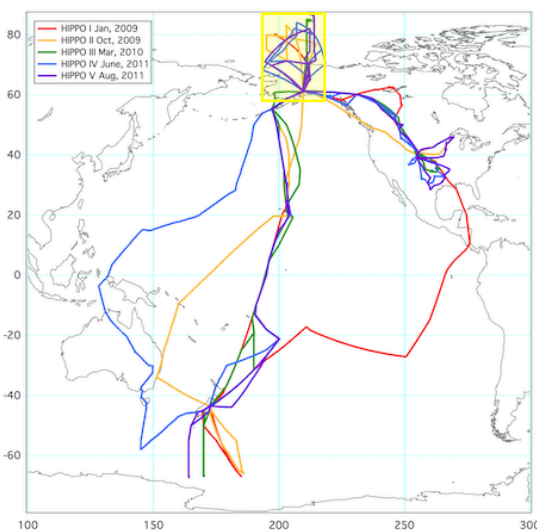 HIPPO I Jan, 2009
HIPPO II Oct, 2009
HIPPO III Mar, 2010
HIPPO IV June, 2011
HIPPO V Aug, 2011
80
60
40
20
0
-20
-40
-60
100 150 200 250 300